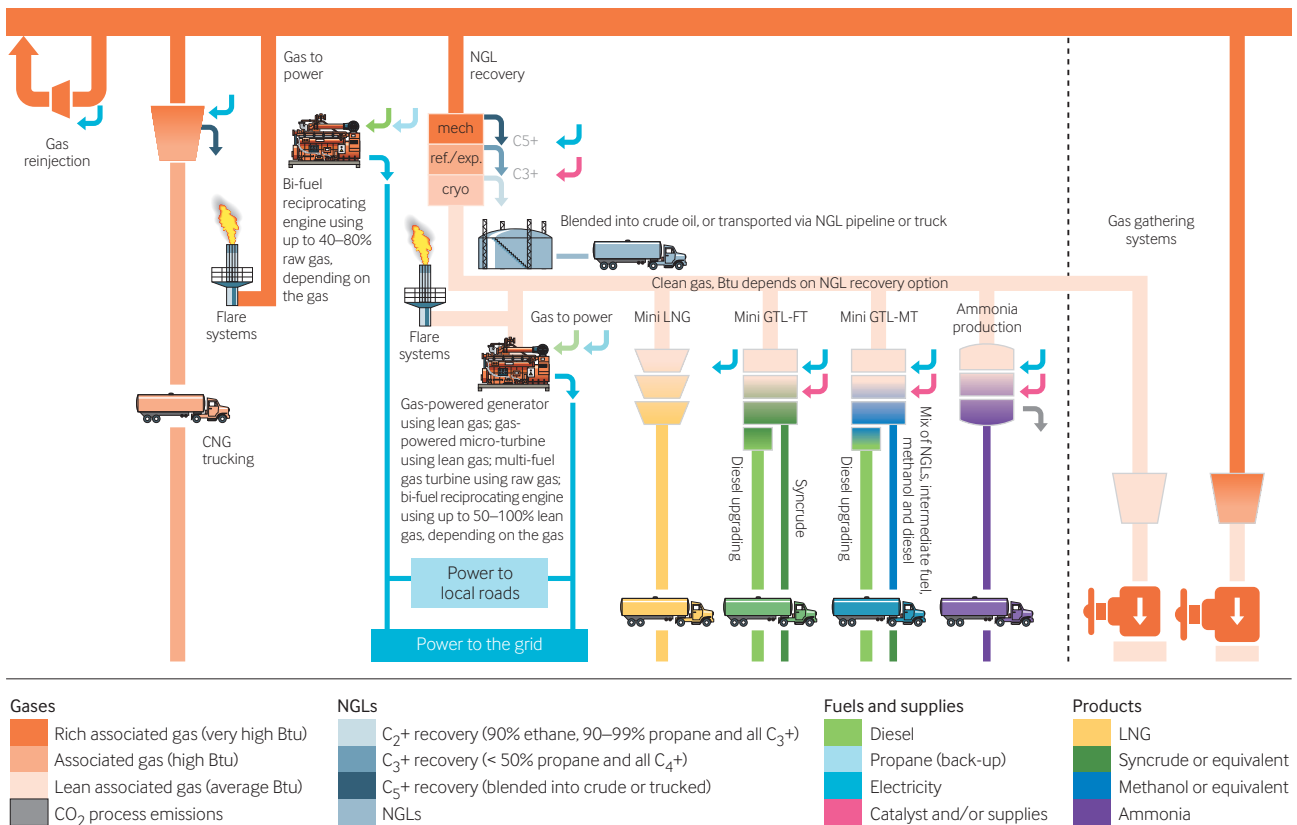 Gas to
power
NGL
recovery
Gas
reinjection
mech
ref./exp.
cryo
C5+
C3+
Bi-fuel
reciprocating
engine using
up to 40–80%
raw gas,
depending on
the gas
Flare
systems
Blended into crude oil, or transported via NGL pipeline or truck
Gas gathering
systems
Clean gas, Btu depends on NGL recovery option
Flare
systems
Gas to power
Mini LNG
Mini GTL-FT
Mini GTL-MT
Ammonia
production
CNG
trucking
Gas-powered generator
using lean gas; gas-
powered micro-turbine
using lean gas; multi-fuel
gas turbine using raw gas;
bi-fuel reciprocating engine
using up to 50–100% lean
gas, depending on the gas
Diesel upgrading
Syncrude
Diesel upgrading
Mix of NGLs, intermediate fuel,
methanol and diesel
Power to
local roads
Power to the grid
Gases
Rich associated gas (very high Btu)
Associated gas (high Btu)
Lean associated gas (average Btu)
CO₂ process emissions
NGLs
C₂+ recovery (90% ethane, 90–99% propane and all C₃+)
C₃+ recovery (< 50% propane and all C₄+)
C₅+ recovery (blended into crude or trucked)
NGLs
Fuels and supplies
Diesel
Propane (back-up)
Electricity
Catalyst and/or supplies
Products
LNG
Syncrude or equivalent
Methanol or equivalent
Ammonia